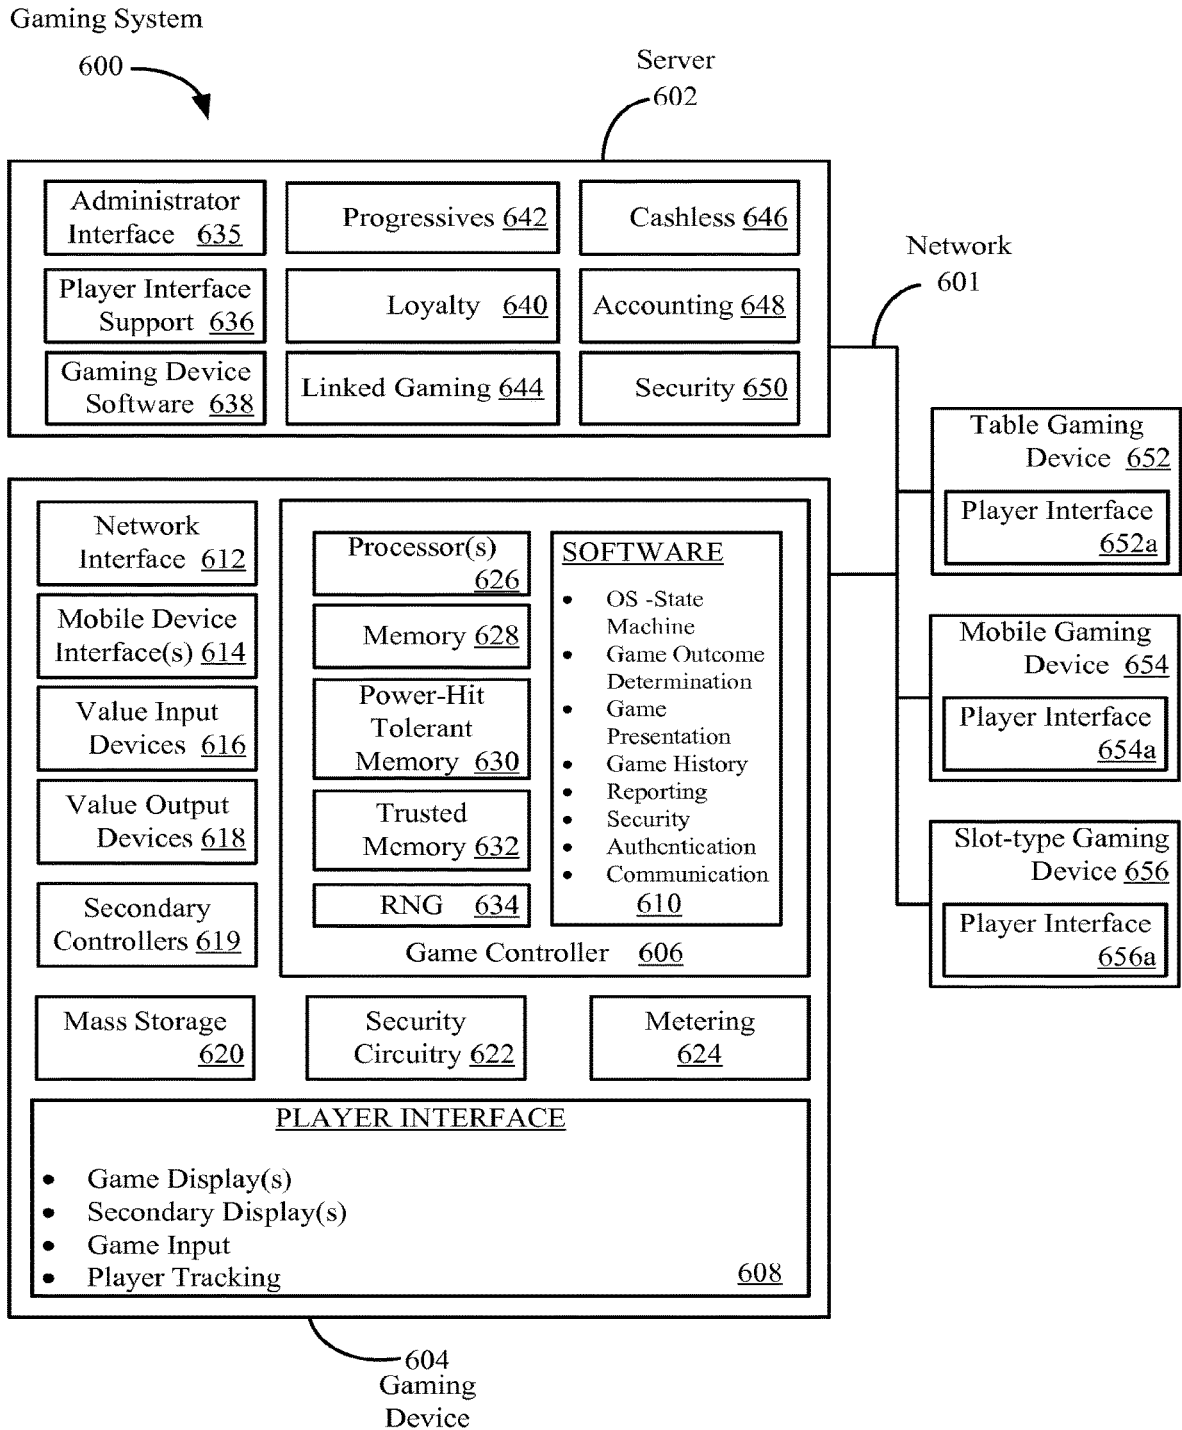 Gaming System
600
Server
602
Administrator
Interface 635
Progressives 642
Cashless 646
Player Interface
Support 636
Loyalty 640
Accounting 648
Gaming Device
Software 638
Linked Gaming 644
Security 650
Network
601
Table Gaming
Device 652
Player Interface
652a
Mobile Gaming
Device 654
Player Interface
654a
Slot-type Gaming
Device 656
Player Interface
656a
Network
Interface 612
Mobile Device
Interface(s) 614
Value Input
Devices 616
Value Output
Devices 618
Secondary
Controllers 619
Processor(s)
626
Memory 628
Power-Hit
Tolerant
Memory 630
Trusted
Memory 632
RNG 634
SOFTWARE
• OS -State
Machine
• Game Outcome
Determination
• Game
Presentation
• Game History
• Reporting
• Security
• Authentication
• Communication
610
Game Controller 606
Mass Storage
620
Security
Circuitry 622
Metering
624
PLAYER INTERFACE
• Game Display(s)
• Secondary Display(s)
• Game Input
• Player Tracking
608
604
Gaming
Device